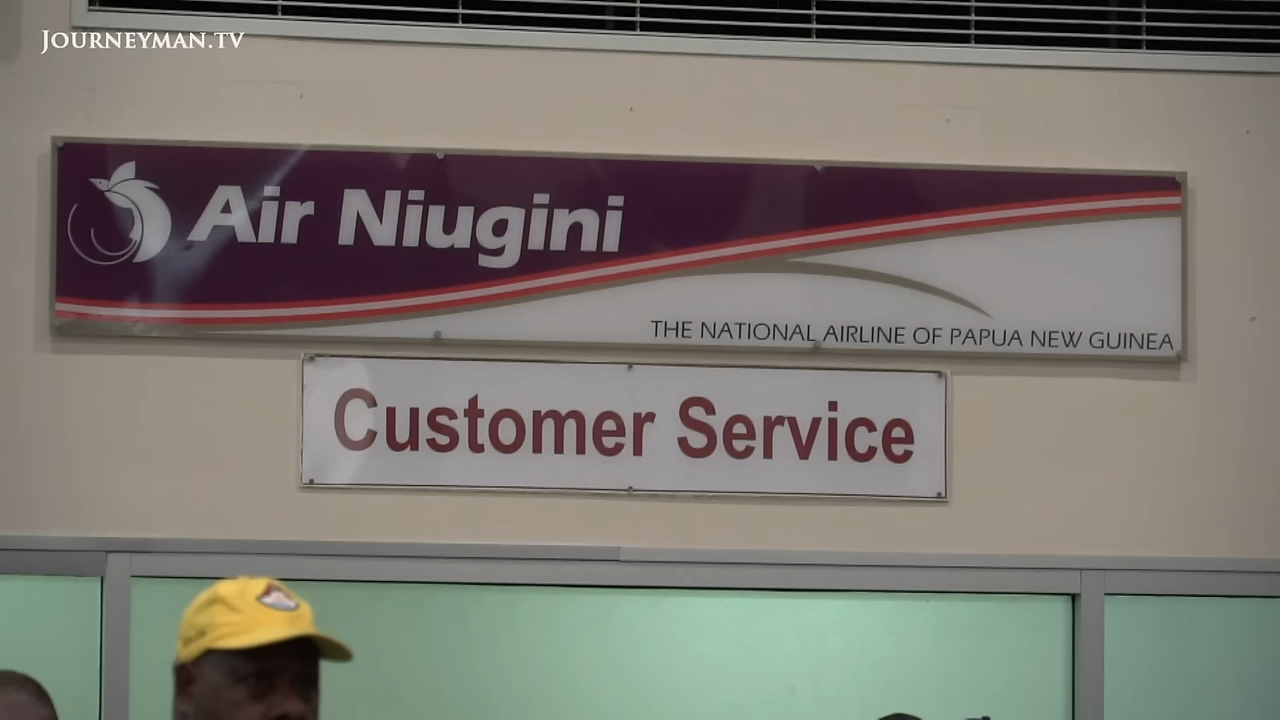 JOURNEYMAN.TV
Air Niugini
THE NATIONAL AIRLINE OF PAPUA NEW GUINEA
Customer Service